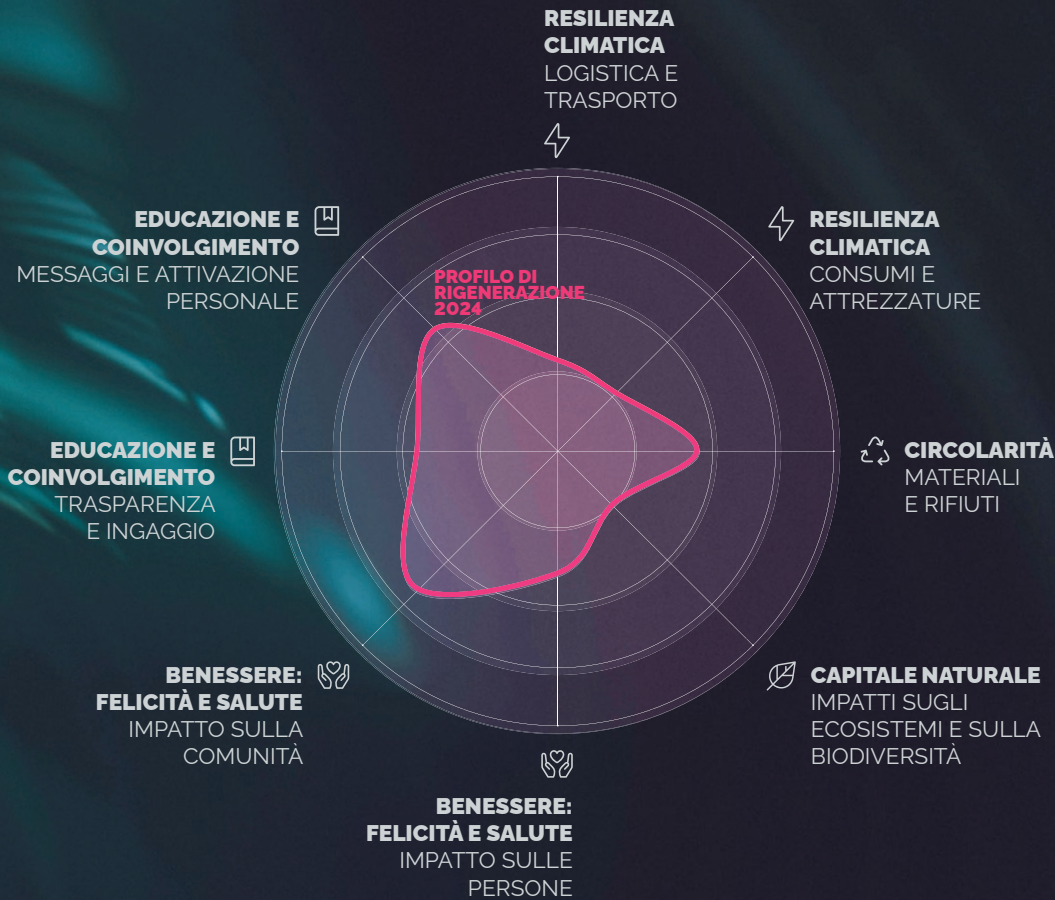 RESILIENZA
CLIMATICA
LOGISTICA E
TRASPORTO
EDUCAZIONE E
COINVOLGIMENTO
MESSAGGI E ATTIVAZIONE
PERSONALE
RESILIENZA
CLIMATICA
CONSUMI E
ATTREZZATURE
PROFILO DI
RIGENERAZIONE
2024
EDUCAZIONE E
COINVOLGIMENTO
TRASPARENZA
E INGAGGIO
CIRCOLARITÀ
MATERIALI
E RIFIUTI
BENESSERE:
FELICITÀ E SALUTE
IMPATTO SULLA
COMUNITÀ
CAPITALE NATURALE
IMPATTI SUGLI
ECOSISTEMI E SULLA
BIODIVERSITÀ
BENESSERE:
FELICITÀ E SALUTE
IMPATTO SULLE
PERSONE